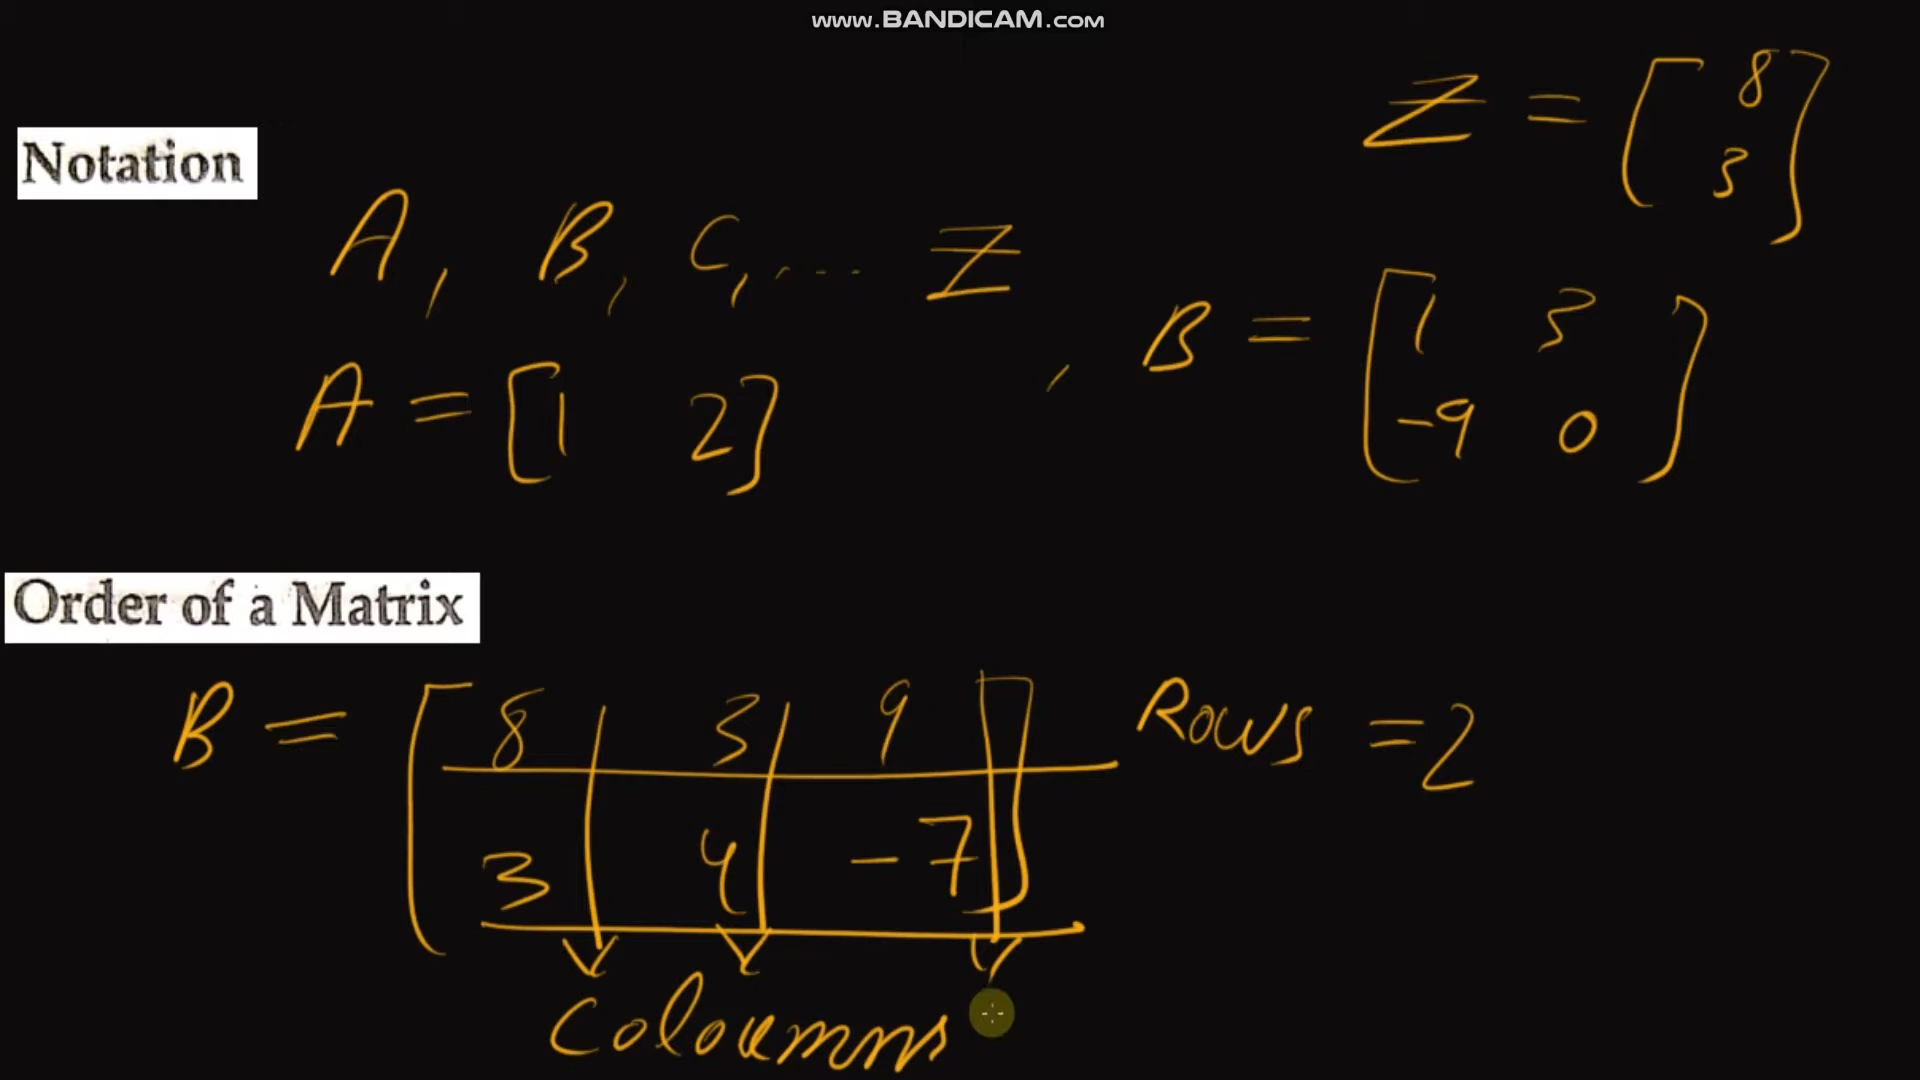 www.BANDICAM.com
Z = [ 8
3 ]
Notation
A, B, C, ... Z
A = [1 2] , B = [ 1 3
-9 0 ]
Order of a Matrix
B = [ 8 3 9 ] Rows = 2
3 4 -7
Coloumns